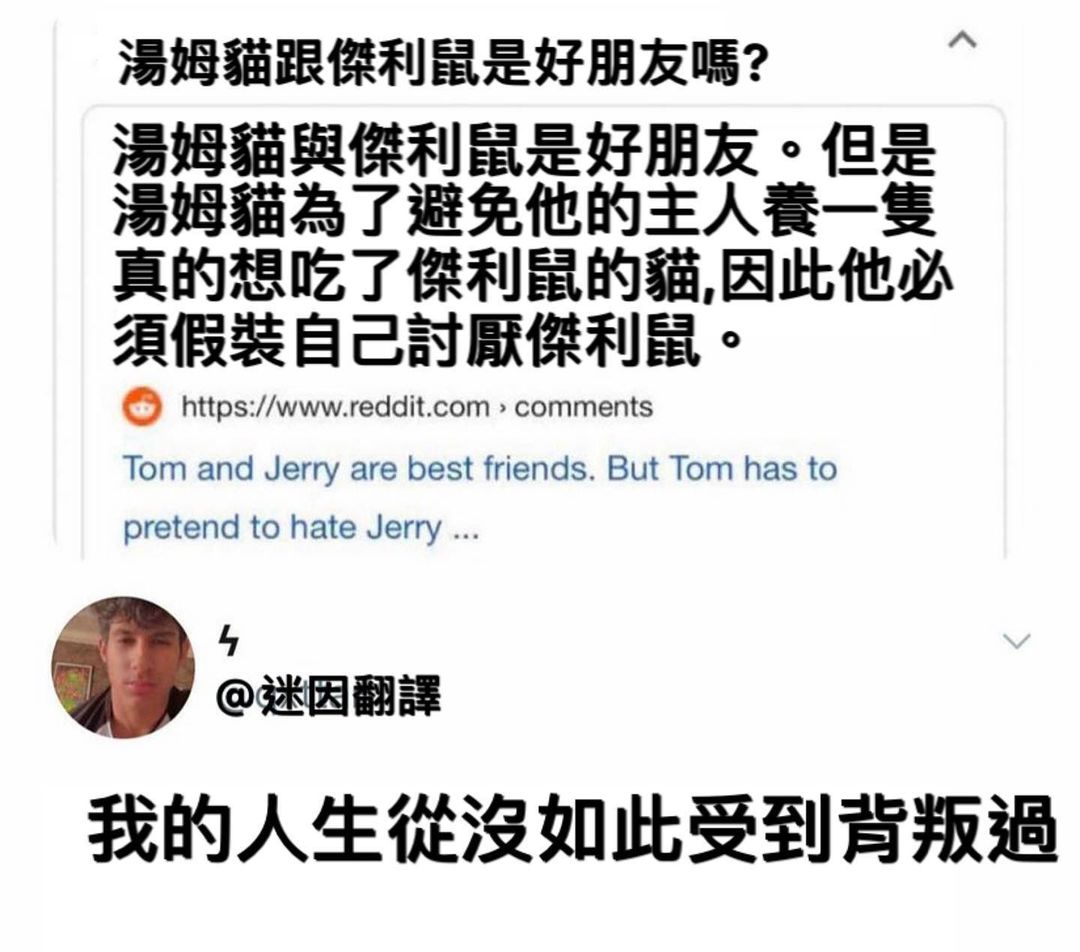 湯姆貓跟傑利鼠是好朋友嗎?
湯姆貓與傑利鼠是好朋友。但是
湯姆貓為了避免他的主人養一隻
真的想吃了傑利鼠的貓,因此他必
須假裝自己討厭傑利鼠。
https://www.reddit.com › comments
Tom and Jerry are best friends. But Tom has to
pretend to hate Jerry ...
ϟ
@迷因翻譯
我的人生從沒如此受到背叛過